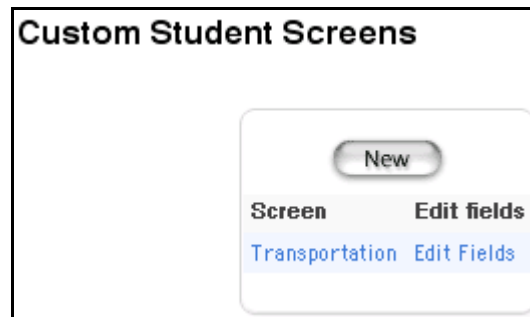 Custom Student Screens
New
Screen Edit fields
Transportation Edit Fields